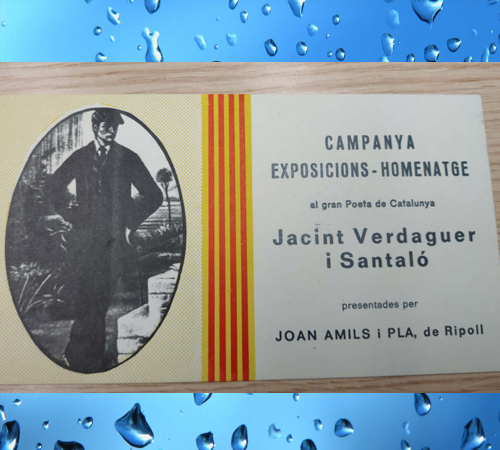 CAMPANYA
EXPOSICIONS - HOMENATGE
al gran Poeta de Catalunya
Jacint Verdaguer
i Santaló
presentades per
JOAN AMILS i PLA, de Ripoll